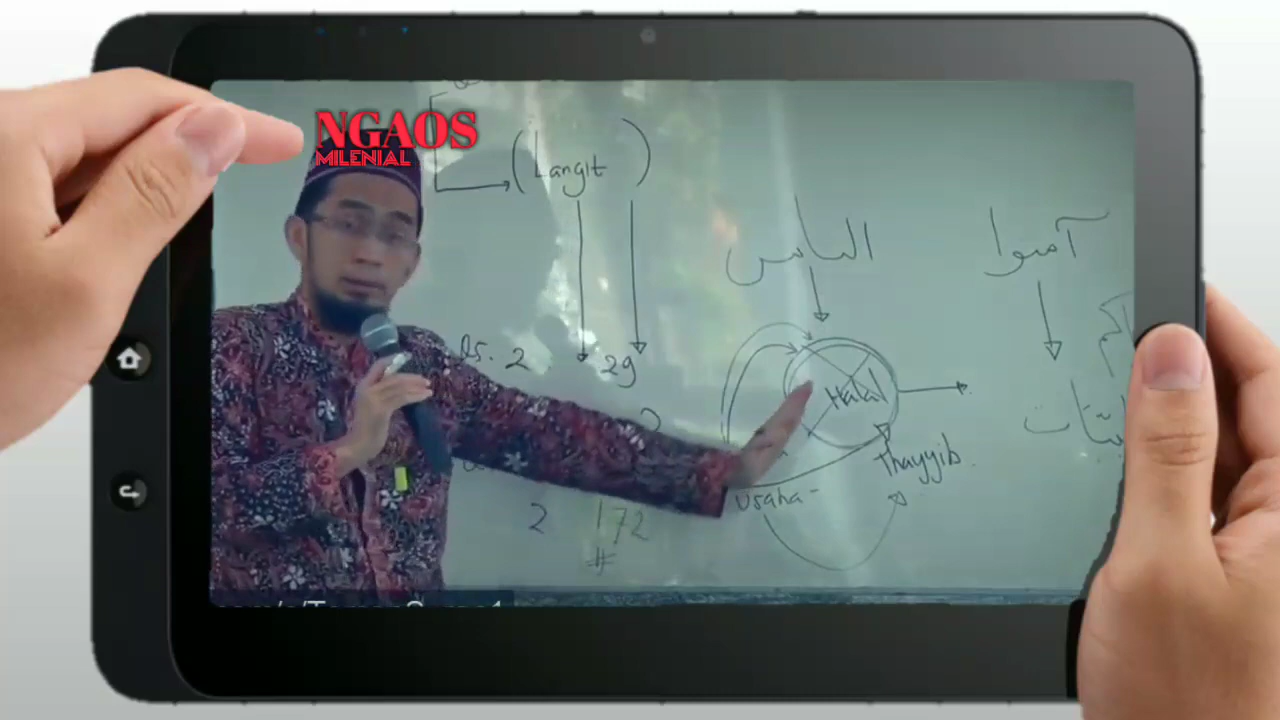 NGAOS
MILENIAL
(Langit)
الناس
آمنوا
Qs. 2
29
Halal
Thayyib.
Usaha -
2
172
#